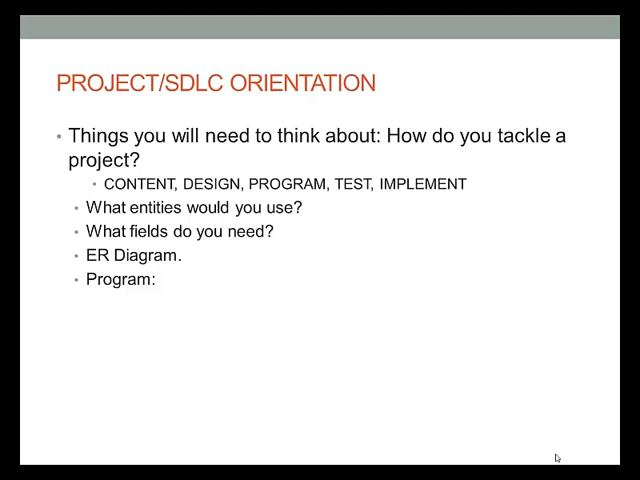 PROJECT/SDLC ORIENTATION
• Things you will need to think about: How do you tackle a
project?
• CONTENT, DESIGN, PROGRAM, TEST, IMPLEMENT
• What entities would you use?
• What fields do you need?
• ER Diagram.
• Program: